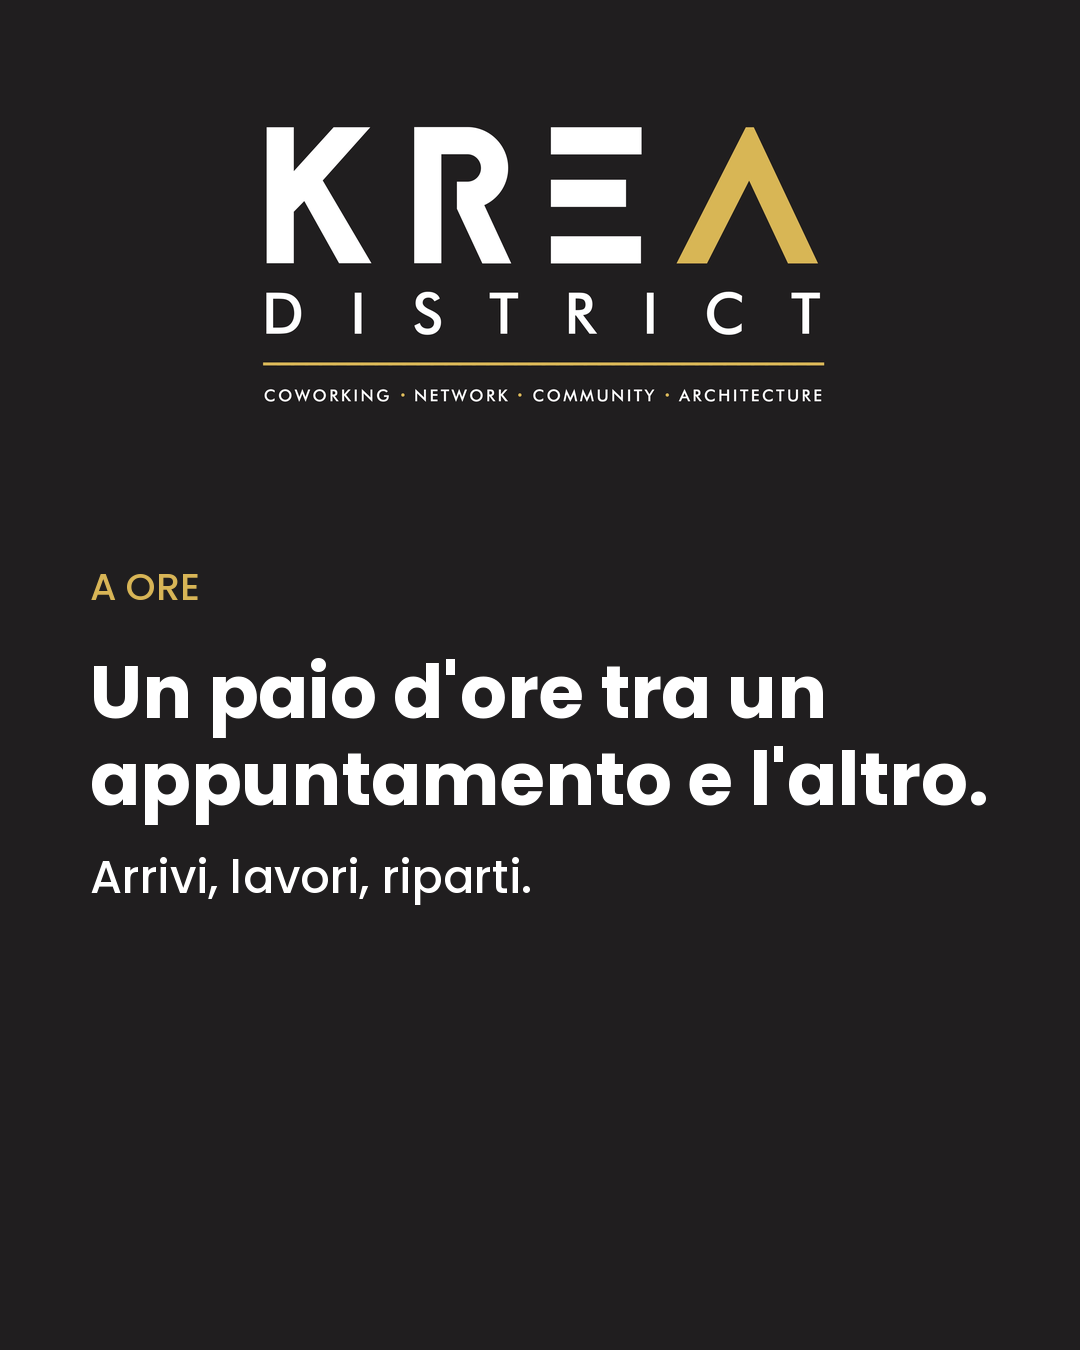 KREA
DISTRICT
COWORKING • NETWORK • COMMUNITY • ARCHITECTURE
A ORE
Un paio d'ore tra un
appuntamento e l'altro.
Arrivi, lavori, riparti.